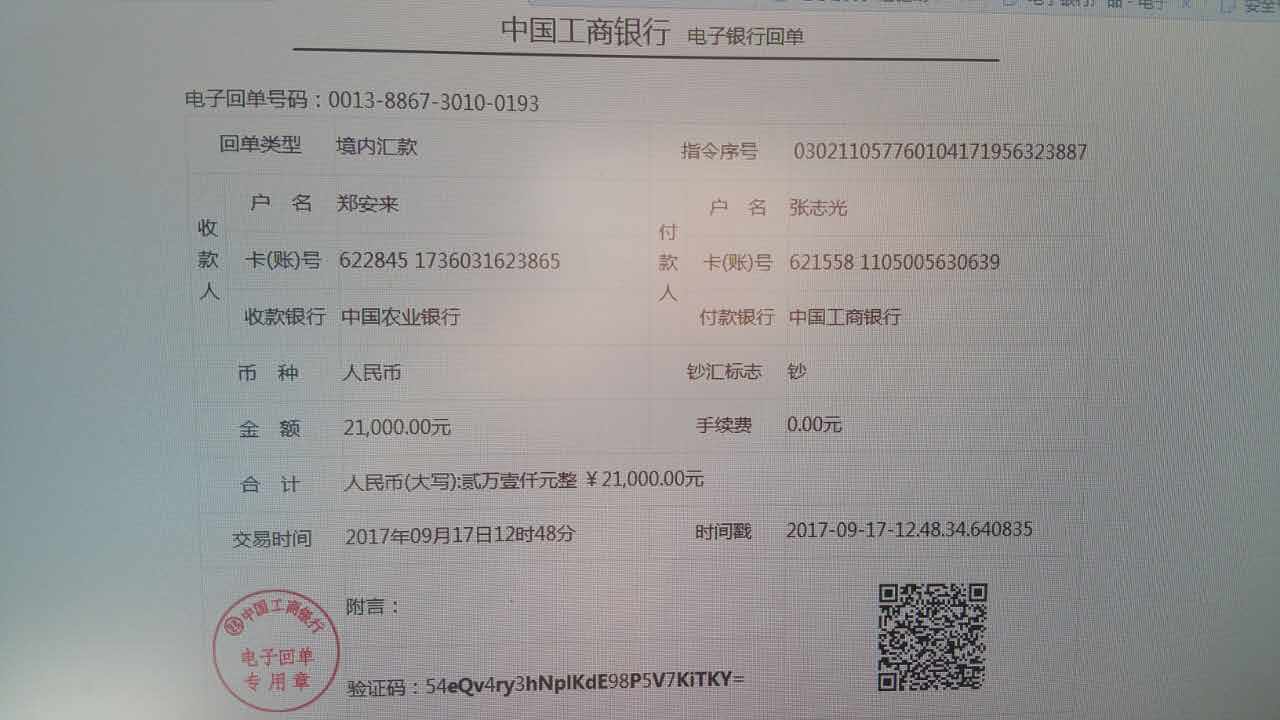 中国工商银行 电子银行回单
电子回单号码：0013-8867-3010-0193
回单类型 境内汇款 指令序号 030211057760104171956323887
收款人 户 名 郑安来 付款人 户 名 张志光
卡(账)号 622845 1736031623865 卡(账)号 621558 1105005630639
收款银行 中国农业银行 付款银行 中国工商银行
币 种 人民币 钞汇标志 钞
金 额 21,000.00元 手续费 0.00元
合 计 人民币(大写):贰万壹仟元整 ￥21,000.00元
交易时间 2017年09月17日12时48分 时间戳 2017-09-17-12.48.34.640835
中国工商银行
电子回单
专用章
附言：
验证码：54eQv4ry3hNplKdE98P5V7KiTKY=